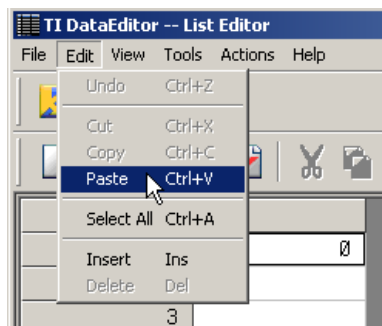 TI DataEditor -- List Editor
File Edit View Tools Actions Help
Undo Ctrl+Z
Cut Ctrl+X
Copy Ctrl+C
Paste Ctrl+V
Select All Ctrl+A
0
Insert Ins
Delete Del
3